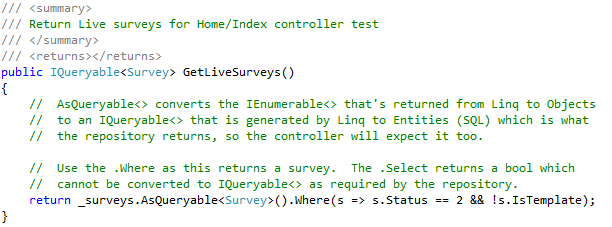 /// <summary>
/// Return Live surveys for Home/Index controller test
/// </summary>
/// <returns></returns>
public IQueryable<Survey> GetLiveSurveys()
{
    //  AsQueryable<> converts the IEnumerable<> that's returned from Linq to Objects
    //  to an IQueryable<> that is generated by Linq to Entities (SQL) which is what
    //  the repository returns, so the controller will expect it too.

    //  Use the .Where as this returns a survey.  The .Select returns a bool which
    //  cannot be converted to IQueryable<> as required by the repository.
    return _surveys.AsQueryable<Survey>().Where(s => s.Status == 2 && !s.IsTemplate);
}